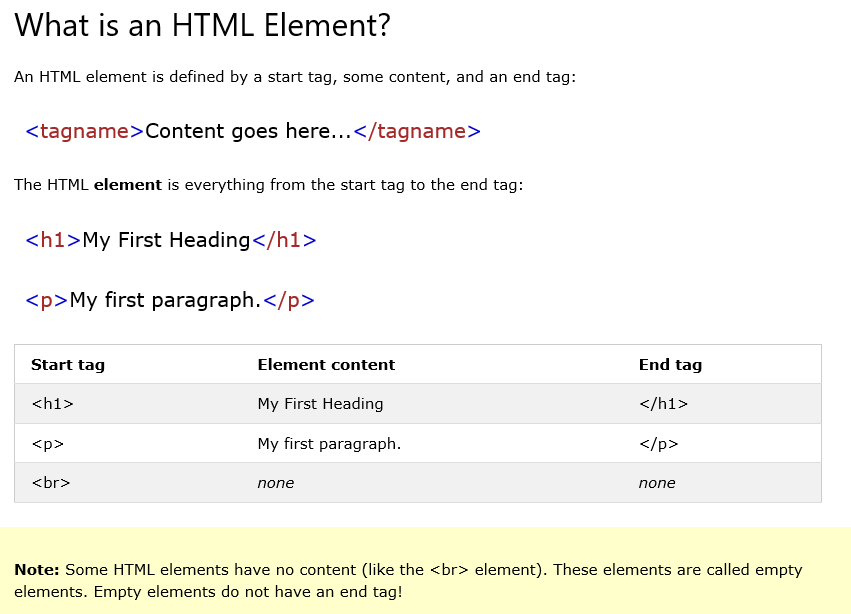 What is an HTML Element?
An HTML element is defined by a start tag, some content, and an end tag:
<tagname>Content goes here...</tagname>
The HTML element is everything from the start tag to the end tag:
<h1>My First Heading</h1>
<p>My first paragraph.</p>
Start tag Element content End tag
<h1> My First Heading </h1>
<p> My first paragraph. </p>
<br> none none
Note: Some HTML elements have no content (like the <br> element). These elements are called empty
elements. Empty elements do not have an end tag!